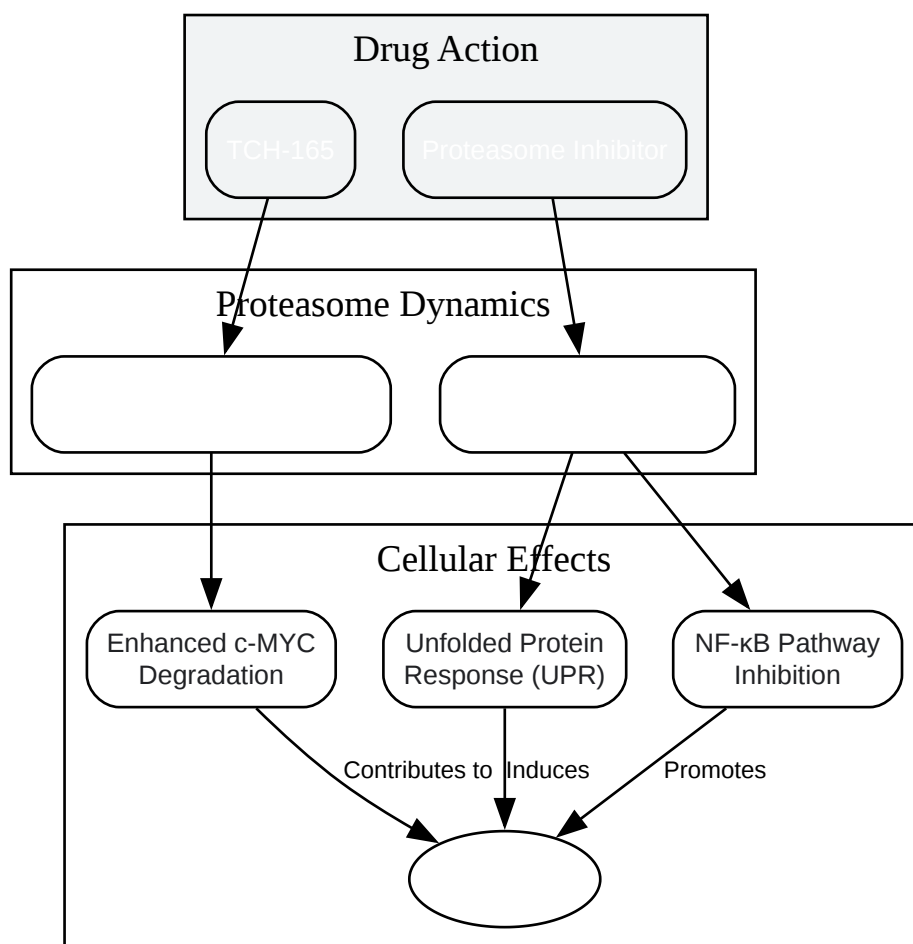 Drug Action
TCH-165
Proteasome Inhibitor
Proteasome Dynamics
Cellular Effects
Enhanced c-MYC
Degradation
Unfolded Protein
Response (UPR)
NF-κB Pathway
Inhibition
Contributes to
Induces
Promotes